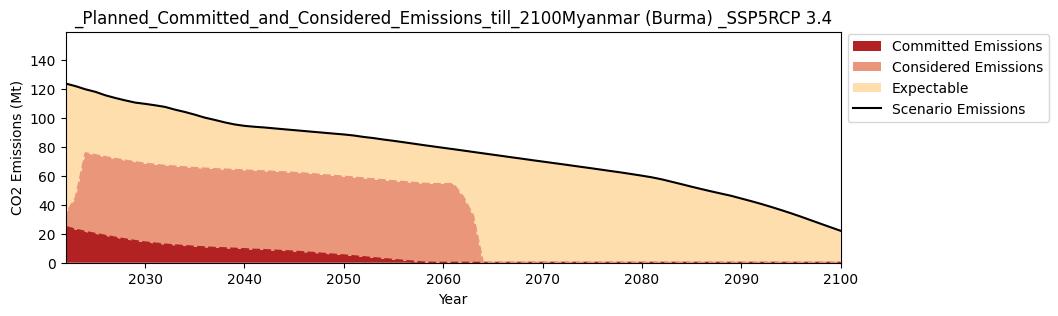 _Planned_Committed_and_Considered_Emissions_till_2100Myanmar (Burma) _SSP5RCP 3.4
140
120
100
80
60
40
20
0
CO2 Emissions (Mt)
2030 2040 2050 2060 2070 2080 2090 2100
Year
Committed Emissions
Considered Emissions
Expectable
Scenario Emissions